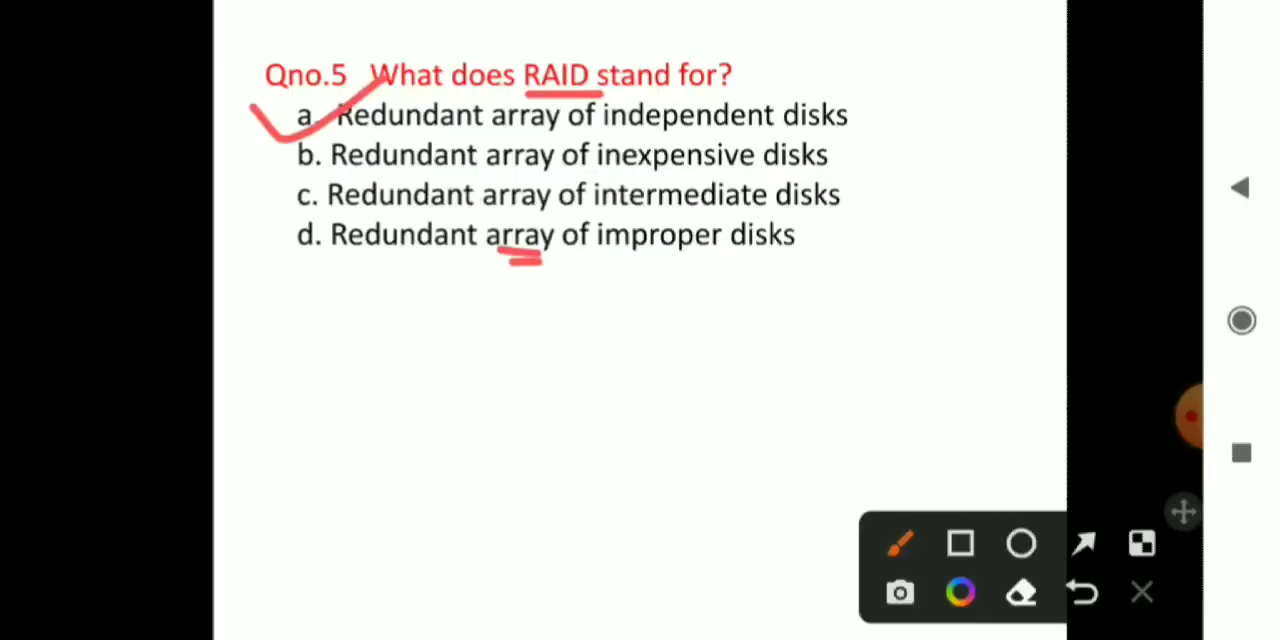 Qno.5 What does RAID stand for?
a. Redundant array of independent disks
b. Redundant array of inexpensive disks
c. Redundant array of intermediate disks
d. Redundant array of improper disks